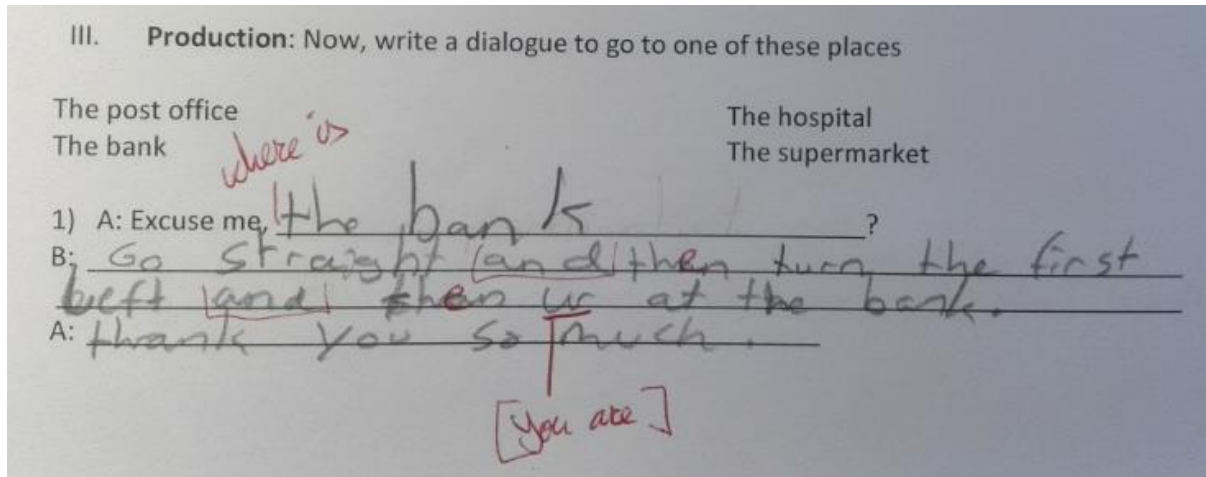 III. Production: Now, write a dialogue to go to one of these places
The post office The hospital
The bank The supermarket
where is
1) A: Excuse me, the bank ?
B: Go straight and then turn the first
left and then ur at the bank.
A: thank you so much.
[you are]